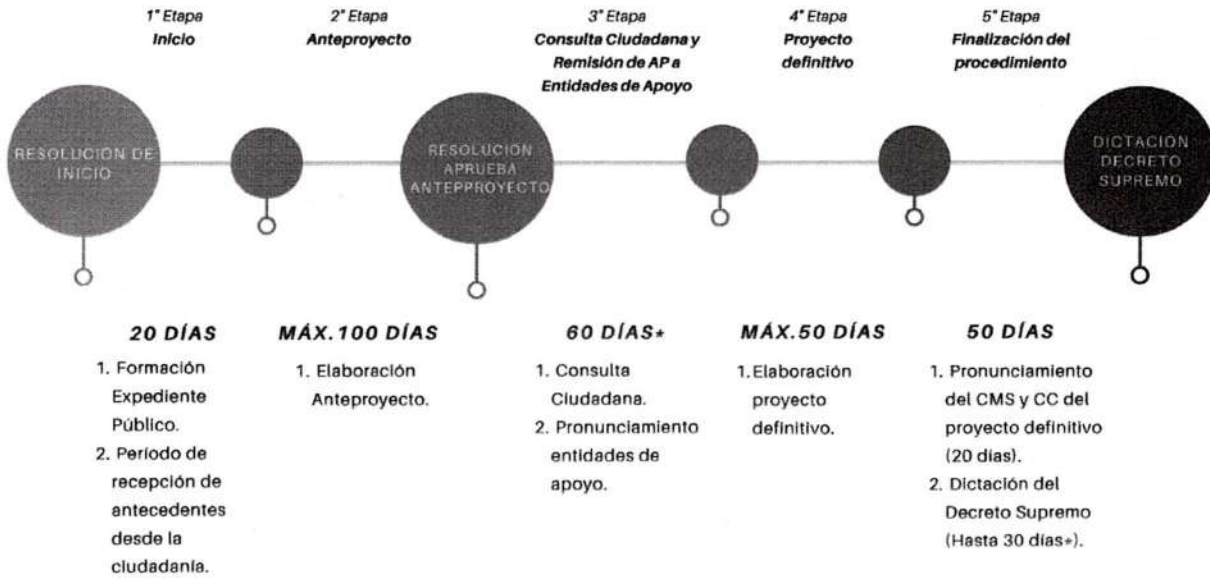 1° Etapa
Inicio
2° Etapa
Anteproyecto
3° Etapa
Consulta Ciudadana y
Remisión de AP a
Entidades de Apoyo
4° Etapa
Proyecto
definitivo
5° Etapa
Finalización del
procedimiento
RESOLUCIÓN DE
INICIO
RESOLUCIÓN
APRUEBA
ANTEPPROYECTO
DICTACIÓN
DECRETO
SUPREMO
20 DÍAS
1. Formación
Expediente
Público.
2. Período de
recepción de
antecedentes
desde la
ciudadanía.
MÁX.100 DÍAS
1. Elaboración
Anteproyecto.
60 DÍAS*
1. Consulta
Ciudadana.
2. Pronunciamiento
entidades de
apoyo.
MÁX.50 DÍAS
1.Elaboración
proyecto
definitivo.
50 DÍAS
1. Pronunciamiento
del CMS y CC del
proyecto definitivo
(20 días).
2. Dictación del
Decreto Supremo
(Hasta 30 días*).